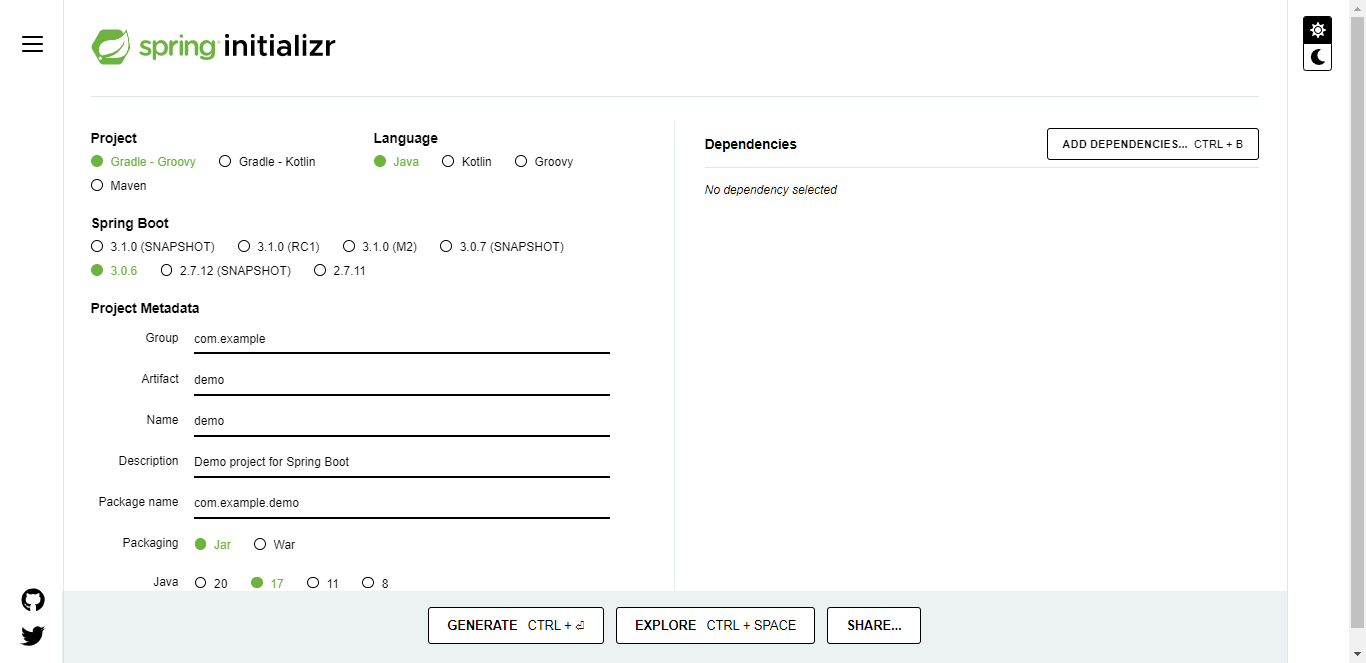 spring initializr
Project
Gradle - Groovy Gradle - Kotlin
Maven
Language
Java Kotlin Groovy
Spring Boot
3.1.0 (SNAPSHOT) 3.1.0 (RC1) 3.1.0 (M2) 3.0.7 (SNAPSHOT)
3.0.6 2.7.12 (SNAPSHOT) 2.7.11
Project Metadata
Group com.example
Artifact demo
Name demo
Description Demo project for Spring Boot
Package name com.example.demo
Packaging Jar War
Java 20 17 11 8
Dependencies ADD DEPENDENCIES... CTRL + B
No dependency selected
GENERATE CTRL + ⏎ EXPLORE CTRL + SPACE SHARE...